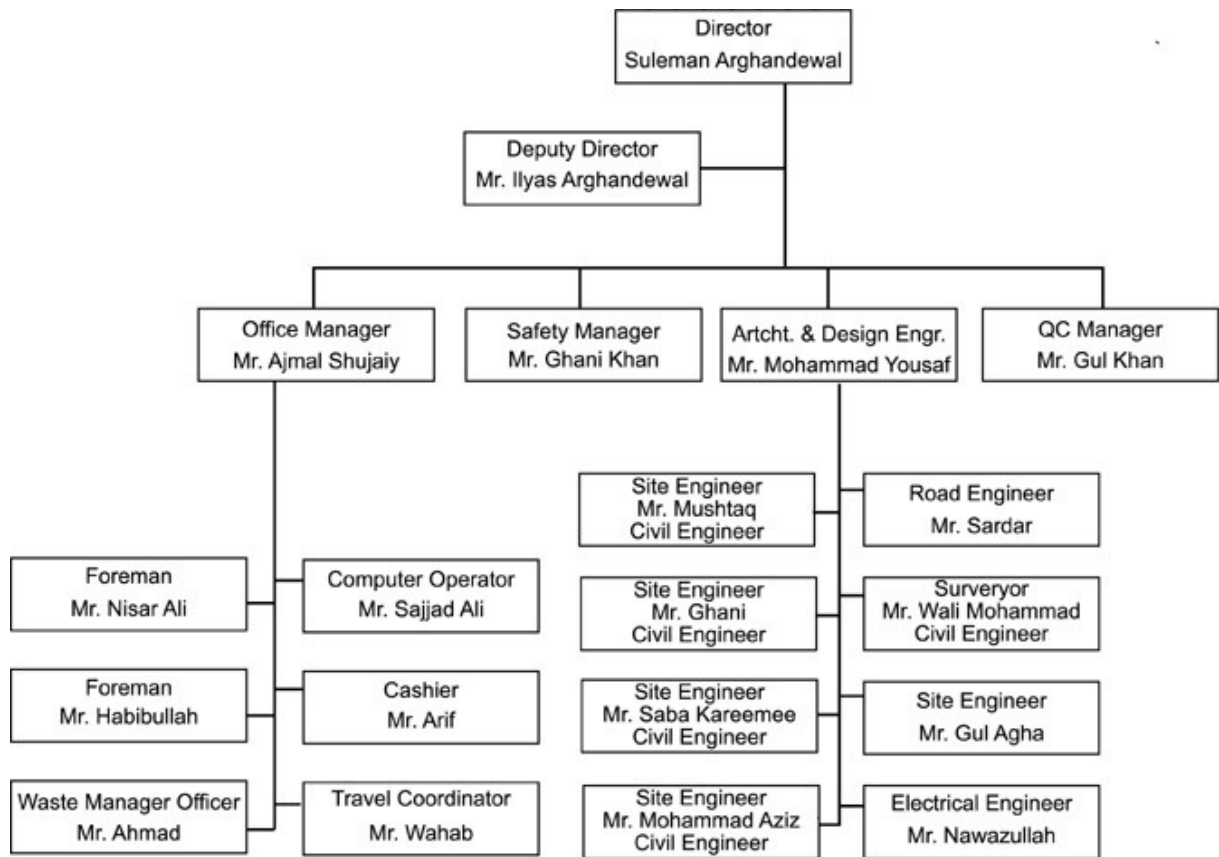 Director
Suleman Arghandewal
Deputy Director
Mr. Ilyas Arghandewal
Office Manager
Mr. Ajmal Shujaiy
Safety Manager
Mr. Ghani Khan
Artcht. & Design Engr.
Mr. Mohammad Yousaf
QC Manager
Mr. Gul Khan
Foreman
Mr. Nisar Ali
Computer Operator
Mr. Sajjad Ali
Foreman
Mr. Habibullah
Cashier
Mr. Arif
Waste Manager Officer
Mr. Ahmad
Travel Coordinator
Mr. Wahab
Site Engineer
Mr. Mushtaq
Civil Engineer
Road Engineer
Mr. Sardar
Site Engineer
Mr. Ghani
Civil Engineer
Surveryor
Mr. Wali Mohammad
Civil Engineer
Site Engineer
Mr. Saba Kareemee
Civil Engineer
Site Engineer
Mr. Gul Agha
Site Engineer
Mr. Mohammad Aziz
Civil Engineer
Electrical Engineer
Mr. Nawazullah